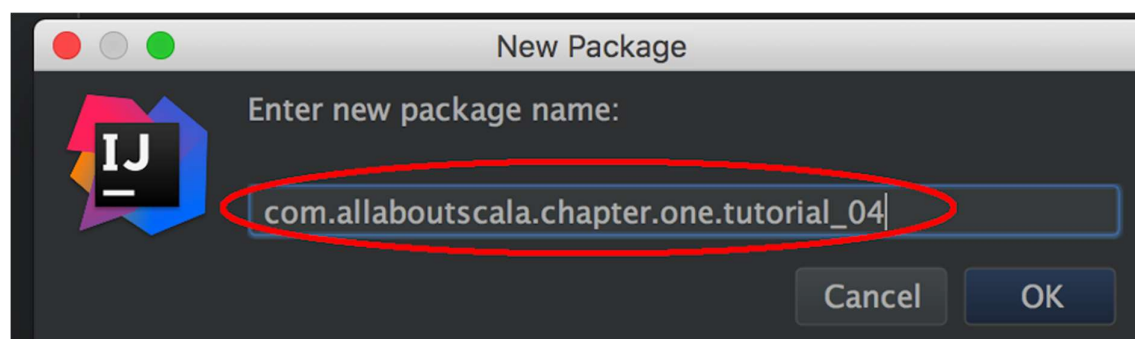 New Package
IJ
Enter new package name:
com.allaboutscala.chapter.one.tutorial_04
Cancel
OK